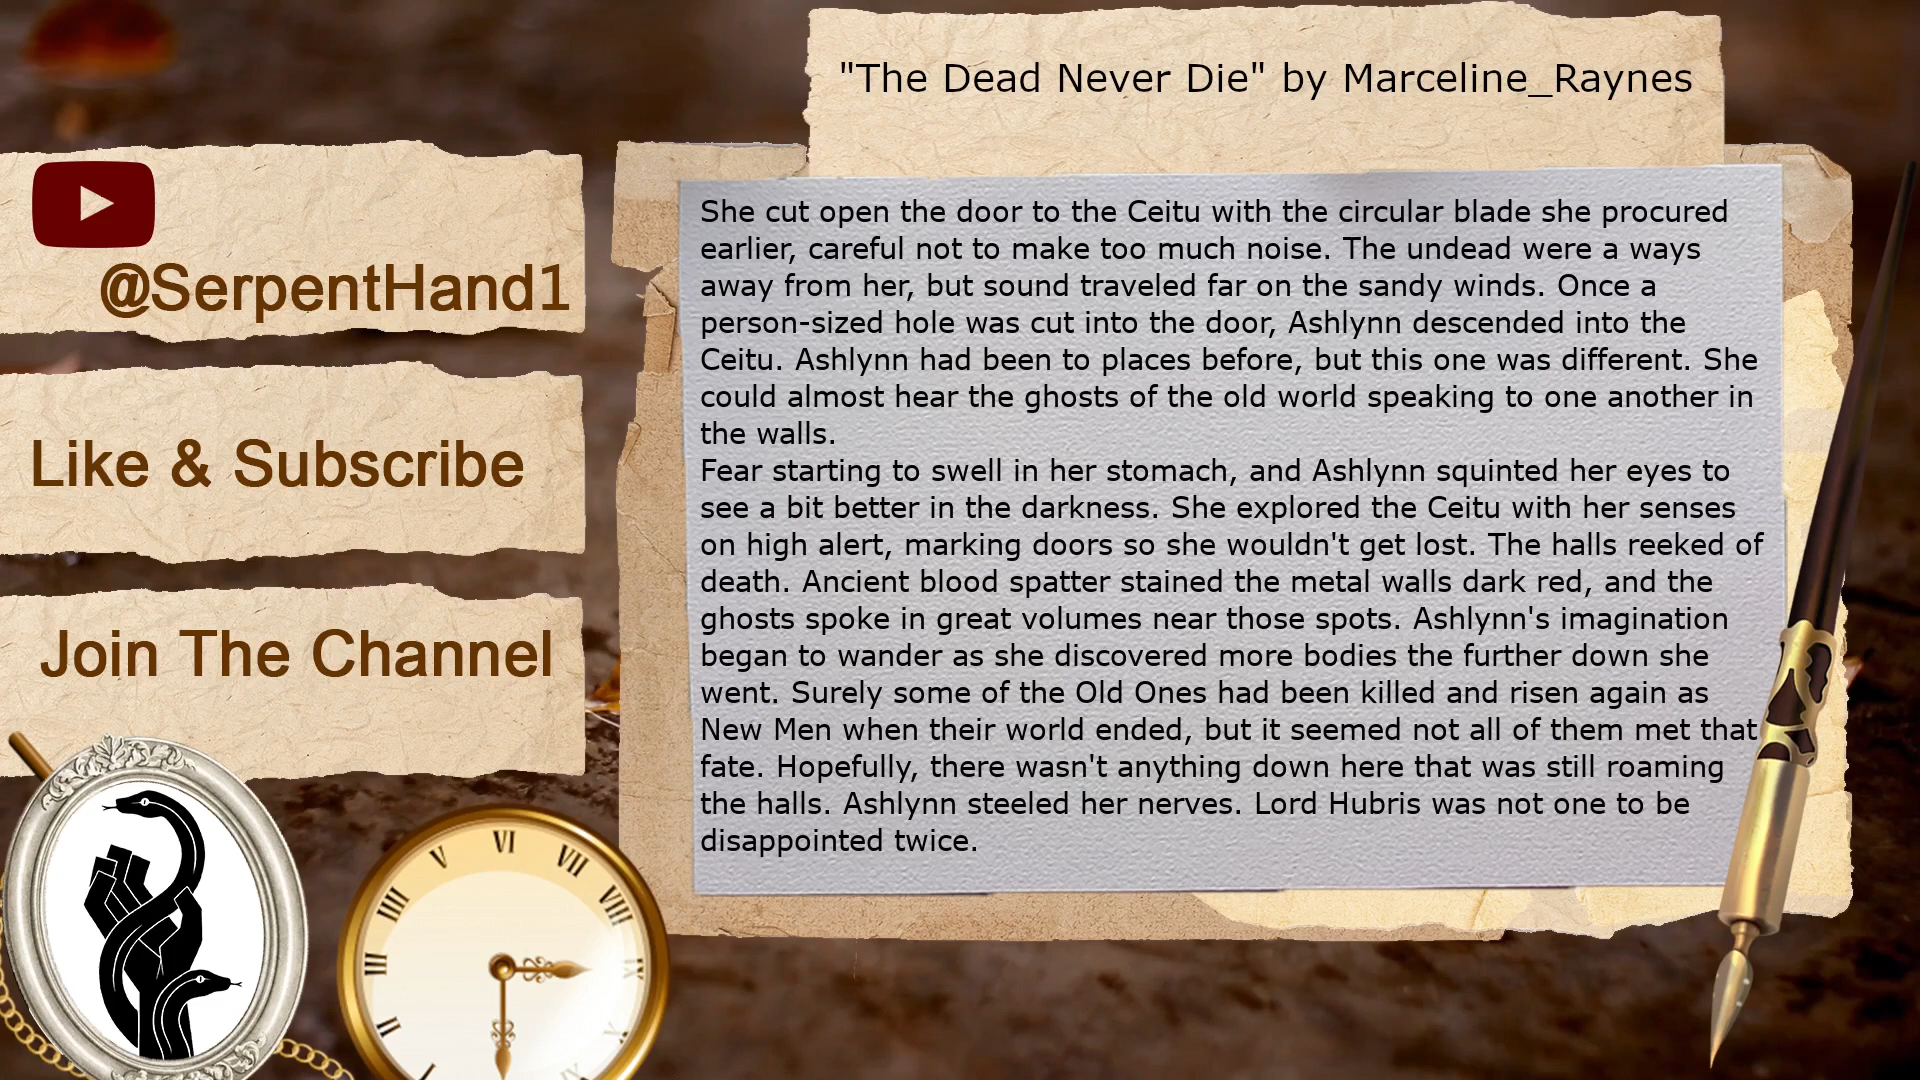 "The Dead Never Die" by Marceline_Raynes
@SerpentHand1
Like & Subscribe
Join The Channel
She cut open the door to the Ceitu with the circular blade she procured
earlier, careful not to make too much noise. The undead were a ways
away from her, but sound traveled far on the sandy winds. Once a
person-sized hole was cut into the door, Ashlynn descended into the
Ceitu. Ashlynn had been to places before, but this one was different. She
could almost hear the ghosts of the old world speaking to one another in
the walls.
Fear starting to swell in her stomach, and Ashlynn squinted her eyes to
see a bit better in the darkness. She explored the Ceitu with her senses
on high alert, marking doors so she wouldn't get lost. The halls reeked of
death. Ancient blood spatter stained the metal walls dark red, and the
ghosts spoke in great volumes near those spots. Ashlynn's imagination
began to wander as she discovered more bodies the further down she
went. Surely some of the Old Ones had been killed and risen again as
New Men when their world ended, but it seemed not all of them met that
fate. Hopefully, there wasn't anything down here that was still roaming
the halls. Ashlynn steeled her nerves. Lord Hubris was not one to be
disappointed twice.
VI
V
VII
IIII
VIII
III
IX
II
X
XI